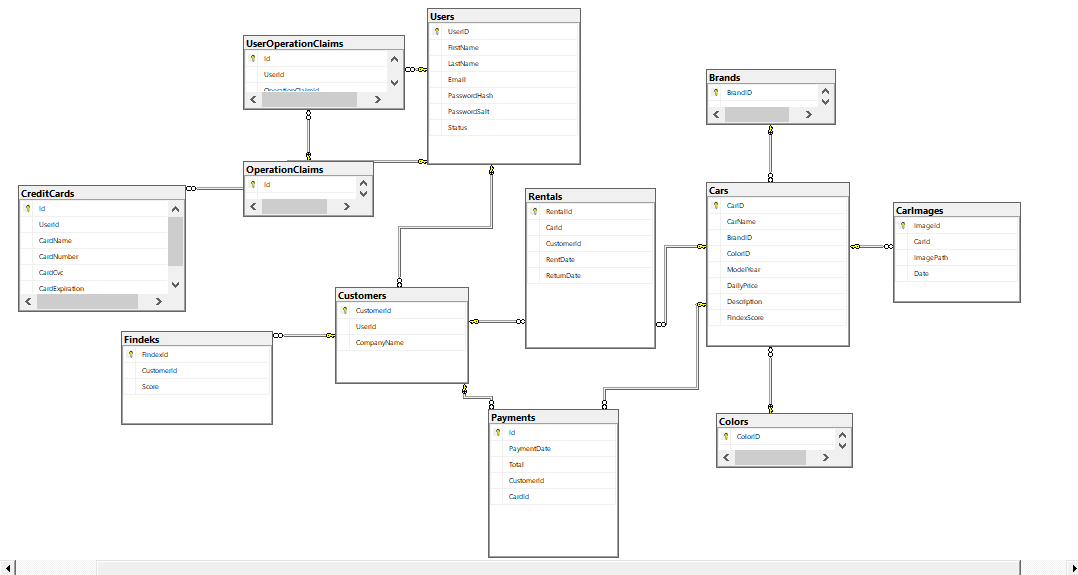 Users
UserID
FirstName
LastName
Email
PasswordHash
PasswordSalt
Status
UserOperationClaims
Id
UserId
OperationClaimId
Brands
BrandID
OperationClaims
Id
CreditCards
Id
UserId
CardName
CardNumber
CardCvc
CardExpiration
Rentals
RentalId
CarId
CustomerId
RentDate
ReturnDate
Cars
CarID
CarName
BrandID
ColorID
ModelYear
DailyPrice
Description
FindexScore
CarImages
ImageId
CarId
ImagePath
Date
Customers
CustomerId
UserId
CompanyName
Findeks
FindexId
CustomerId
Score
Payments
Id
PaymentDate
Total
CustomerId
CardId
Colors
ColorID